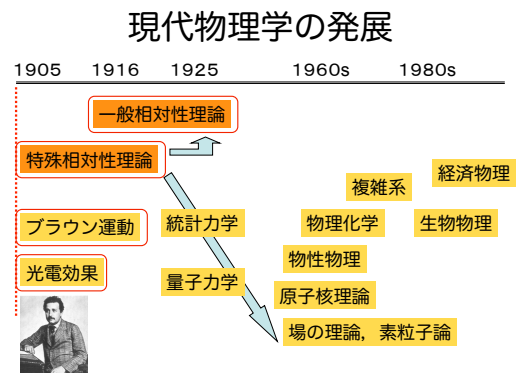 現代物理学の発展
1905
1916
1925
1960s
1980s
一般相対性理論
特殊相対性理論
経済物理
複雑系
ブラウン運動
統計力学
物理化学
生物物理
物性物理
光電効果
量子力学
原子核理論
場の理論，素粒子論